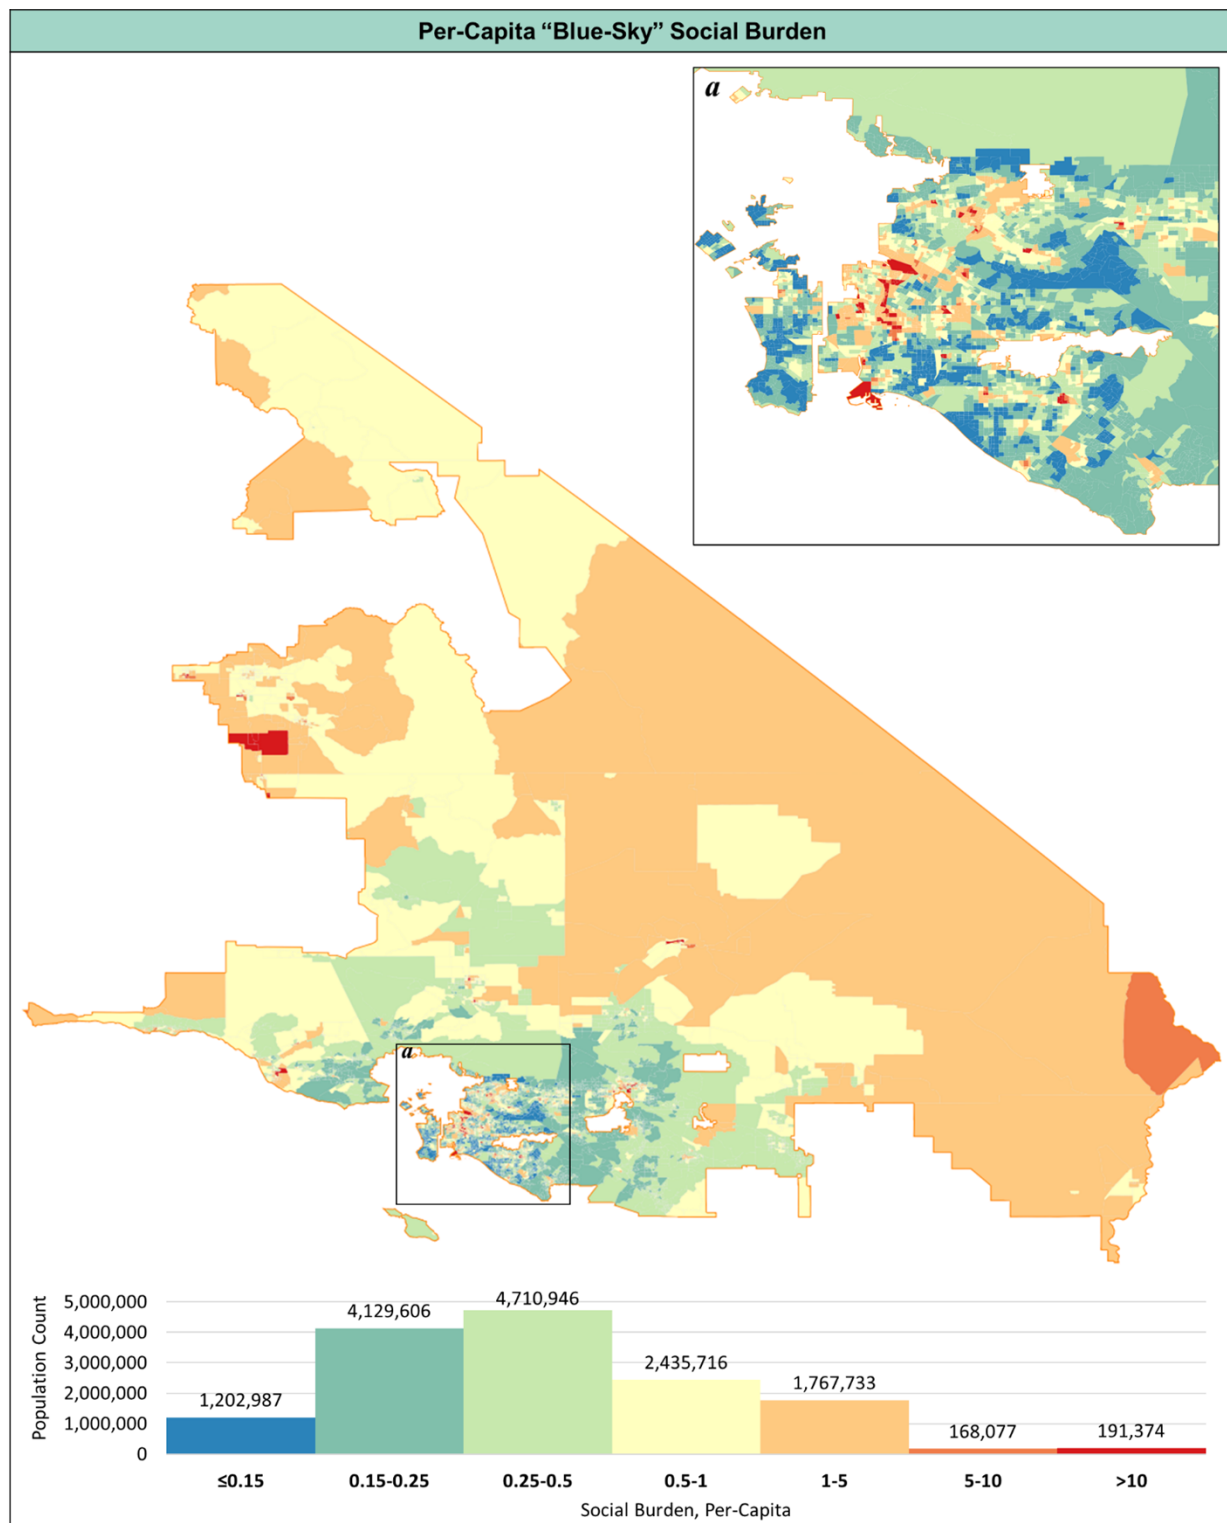 Per-Capita “Blue-Sky” Social Burden
a
a
Population Count
5,000,000
4,000,000
3,000,000
2,000,000
1,000,000
0
1,202,987
4,129,606
4,710,946
2,435,716
1,767,733
168,077
191,374
≤0.15 0.15-0.25 0.25-0.5 0.5-1 1-5 5-10 >10
Social Burden, Per-Capita